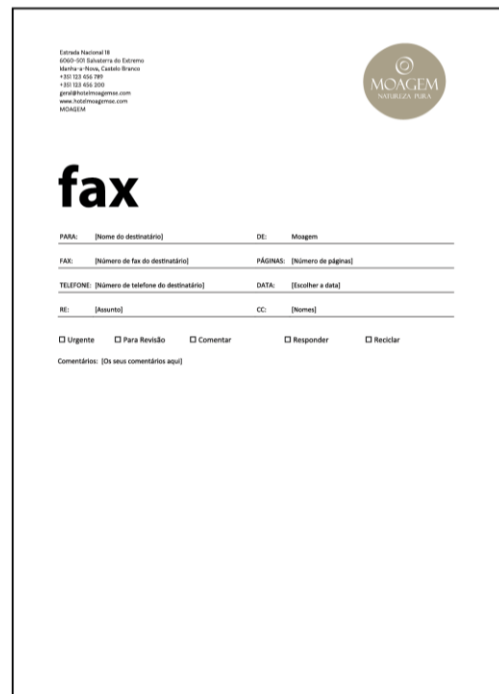 Estrada Nacional 18
6060-501 Salvaterra do Extremo
Idanha-a-Nova, Castelo Branco
+351 123 456 789
+351 123 456 200
geral@hotelmoagemse.com
www.hotelmoagemse.com
MOAGEM
MOAGEM
NATUREZA PURA
fax
PARA: [Nome do destinatário] DE: Moagem
FAX: [Número de fax do destinatário] PÁGINAS: [Número de páginas]
TELEFONE: [Número de telefone do destinatário] DATA: [Escolher a data]
RE: [Assunto] CC: [Nomes]
☐ Urgente ☐ Para Revisão ☐ Comentar ☐ Responder ☐ Reciclar
Comentários: [Os seus comentários aqui]